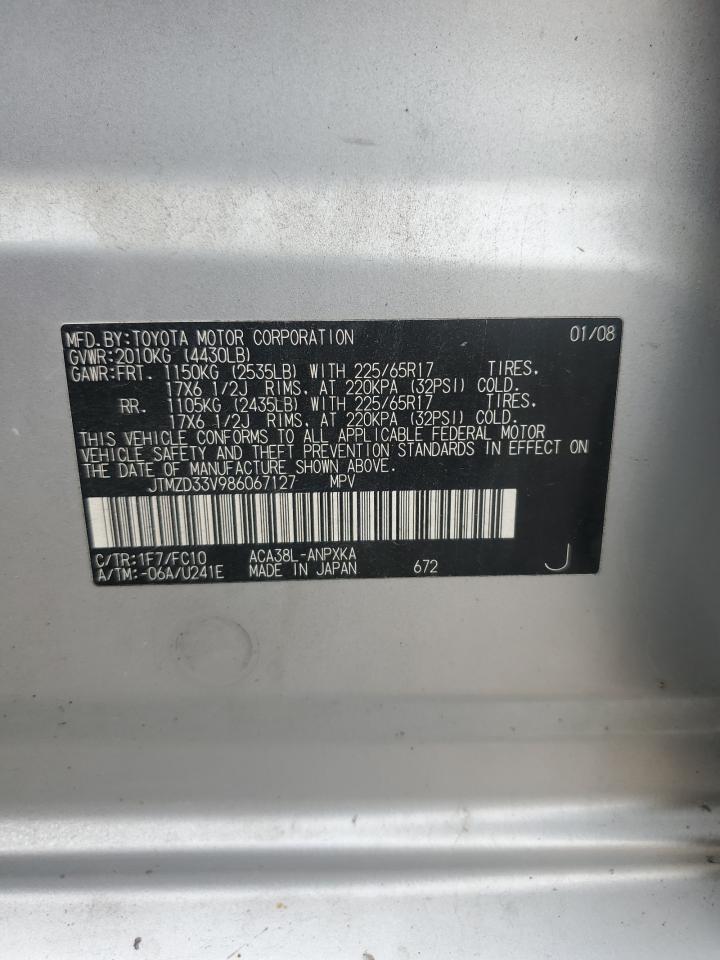 MFD.BY:TOYOTA MOTOR CORPORATION 01/08
GVWR:2010KG (4430LB)
GAWR:FRT. 1150KG (2535LB) WITH 225/65R17 TIRES,
17X6 1/2J RIMS, AT 220KPA (32PSI) COLD.
RR. 1105KG (2435LB) WITH 225/65R17 TIRES,
17X6 1/2J RIMS, AT 220KPA (32PSI) COLD.
THIS VEHICLE CONFORMS TO ALL APPLICABLE FEDERAL MOTOR
VEHICLE SAFETY AND THEFT PREVENTION STANDARDS IN EFFECT ON
THE DATE OF MANUFACTURE SHOWN ABOVE.
JTMZD33V986067127 MPV
C/TR:1F7/FC10 ACA38L-ANPXKA
A/TM:-06A/U241E MADE IN JAPAN 672 J